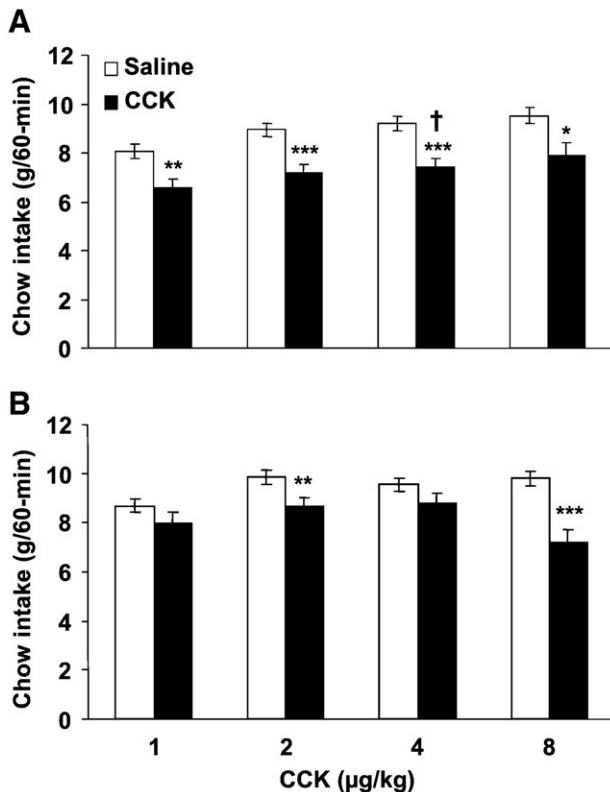 A
Chow intake (g/60-min)
12
10
8
6
4
2
0
Saline
CCK
**
***
†
***
*
B
Chow intake (g/60-min)
12
10
8
6
4
2
0
**
***
1 2 4 8
CCK (µg/kg)